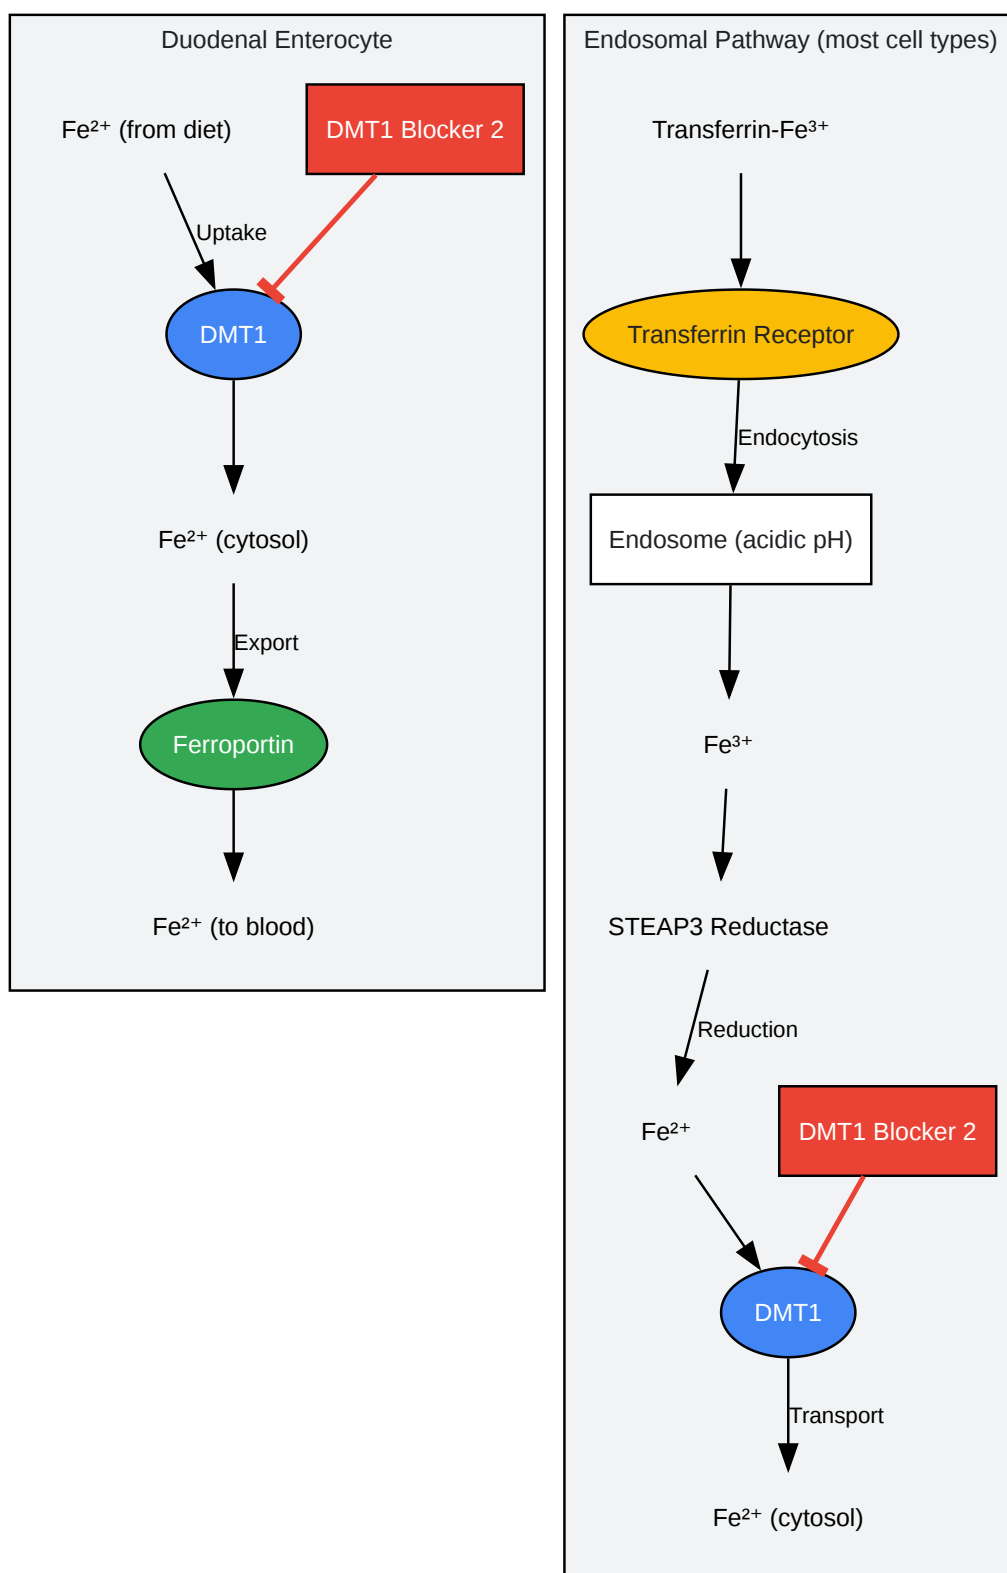 Duodenal Enterocyte
Fe²⁺ (from diet)
DMT1 Blocker 2
Uptake
DMT1
Fe²⁺ (cytosol)
Export
Ferroportin
Fe²⁺ (to blood)
Endosomal Pathway (most cell types)
Transferrin-Fe³⁺
Transferrin Receptor
Endocytosis
Endosome (acidic pH)
Fe³⁺
STEAP3 Reductase
Reduction
Fe²⁺
DMT1 Blocker 2
DMT1
Transport
Fe²⁺ (cytosol)